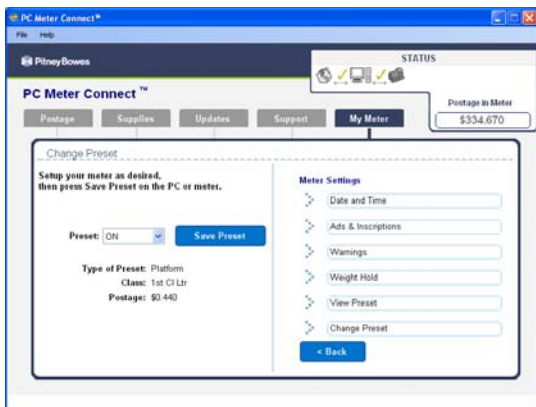 PC Meter Connect™
File Help
Pitney Bowes
STATUS
PC Meter Connect ™
Postage in Meter
$334.670
Postage Supplies Updates Support My Meter
Change Preset
Setup your meter as desired,
then press Save Preset on the PC or meter.
Meter Settings
Date and Time
Ads & Inscriptions
Preset: ON Save Preset
Warnings
Type of Preset: Platform
Weight Hold
Class: 1st Cl Ltr
Postage: $0.440
View Preset
Change Preset
< Back